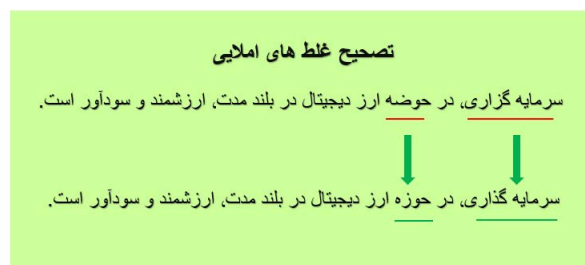 تصحیح غلط های املایی
سرمایه گزاری، در حوضه ارز دیجیتال در بلند مدت، ارزشمند و سودآور است.
سرمایه گذاری، در حوزه ارز دیجیتال در بلند مدت، ارزشمند و سودآور است.